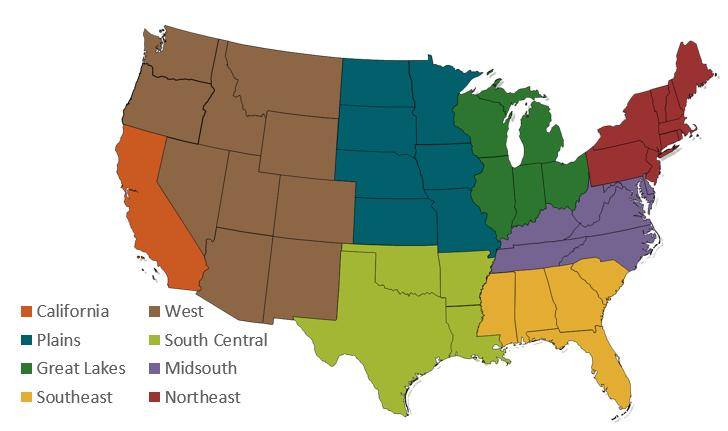 California
West
Plains
South Central
Great Lakes
Midsouth
Southeast
Northeast